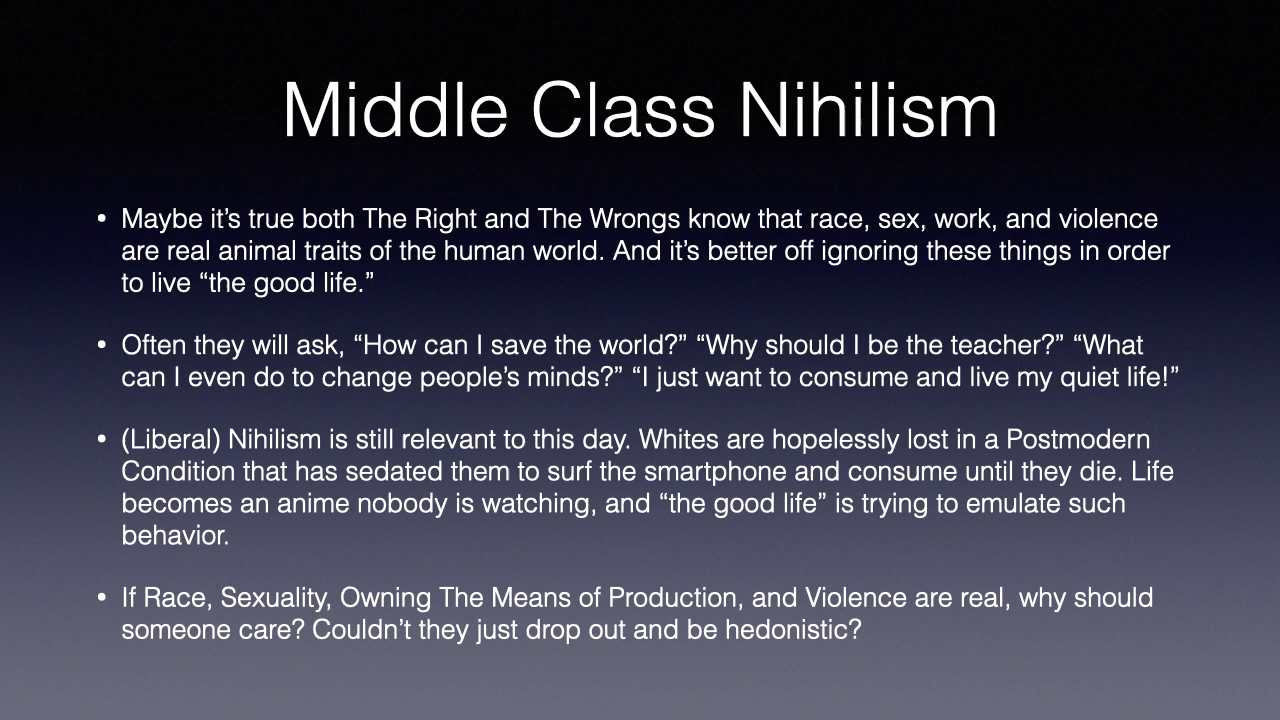 Middle Class Nihilism
• Maybe it’s true both The Right and The Wrongs know that race, sex, work, and violence
are real animal traits of the human world. And it’s better off ignoring these things in order
to live “the good life.”
• Often they will ask, “How can I save the world?” “Why should I be the teacher?” “What
can I even do to change people’s minds?” “I just want to consume and live my quiet life!”
• (Liberal) Nihilism is still relevant to this day. Whites are hopelessly lost in a Postmodern
Condition that has sedated them to surf the smartphone and consume until they die. Life
becomes an anime nobody is watching, and “the good life” is trying to emulate such
behavior.
• If Race, Sexuality, Owning The Means of Production, and Violence are real, why should
someone care? Couldn’t they just drop out and be hedonistic?